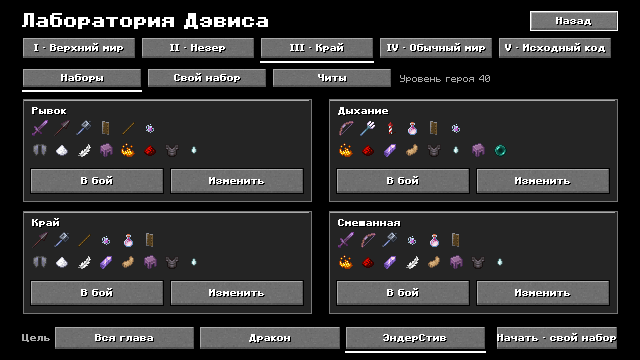 Лаборатория Дэвиса
Назад
I · Верхний мир
II · Незер
III · Край
IV · Обычный мир
V · Исходный код
Наборы
Свой набор
Читы
Уровень героя 40
Рывок
В бой
Изменить
Дыхание
В бой
Изменить
Край
В бой
Изменить
Смешанная
В бой
Изменить
Цель
Вся глава
Дракон
ЭндерСтив
Начать · свой набор